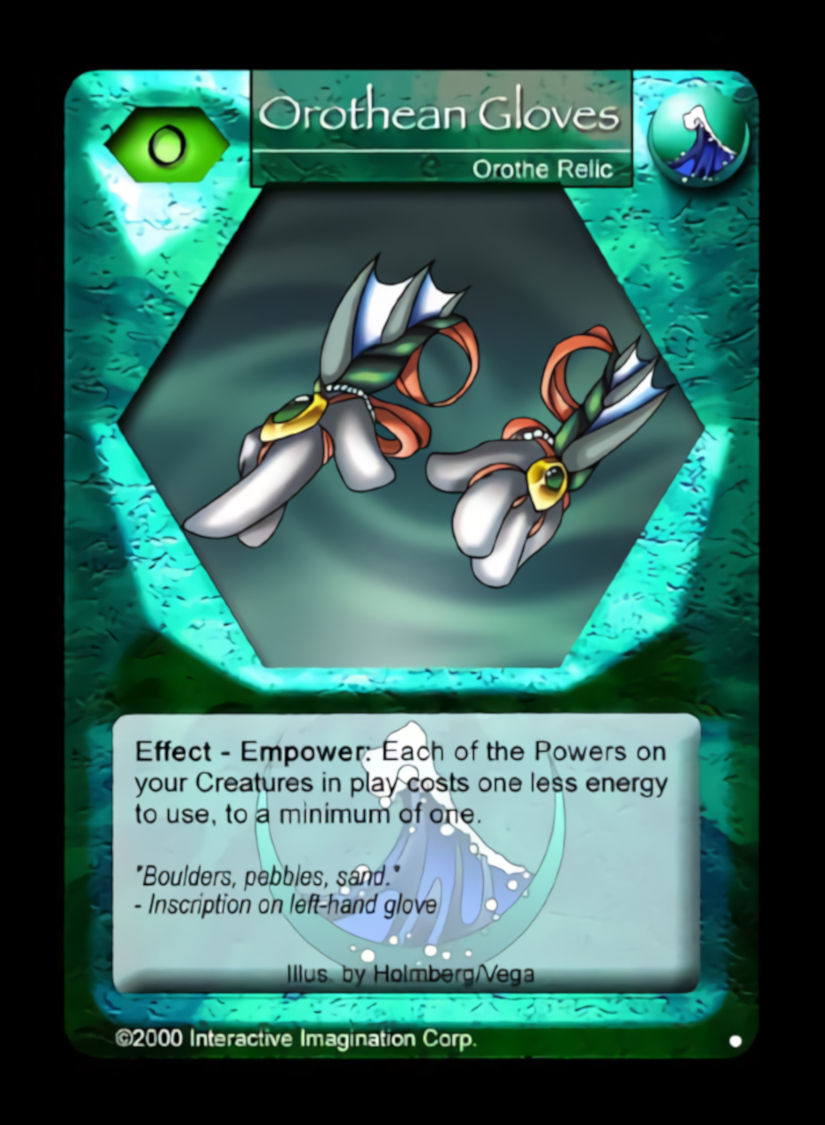 0
Orothean Gloves
Orothe Relic
Effect - Empower: Each of the Powers on
your Creatures in play costs one less energy
to use, to a minimum of one.
"Boulders, pebbles, sand."
- Inscription on left-hand glove
Illus. by Holmberg/Vega
©2000 Interactive Imagination Corp.